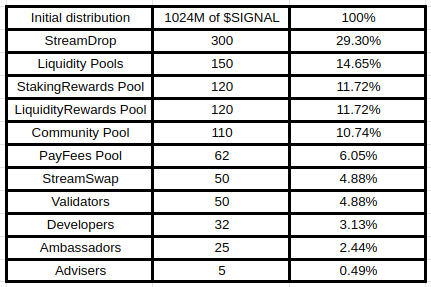 Initial distribution 1024M of $SIGNAL 100%
StreamDrop 300 29.30%
Liquidity Pools 150 14.65%
StakingRewards Pool 120 11.72%
LiquidityRewards Pool 120 11.72%
Community Pool 110 10.74%
PayFees Pool 62 6.05%
StreamSwap 50 4.88%
Validators 50 4.88%
Developers 32 3.13%
Ambassadors 25 2.44%
Advisers 5 0.49%